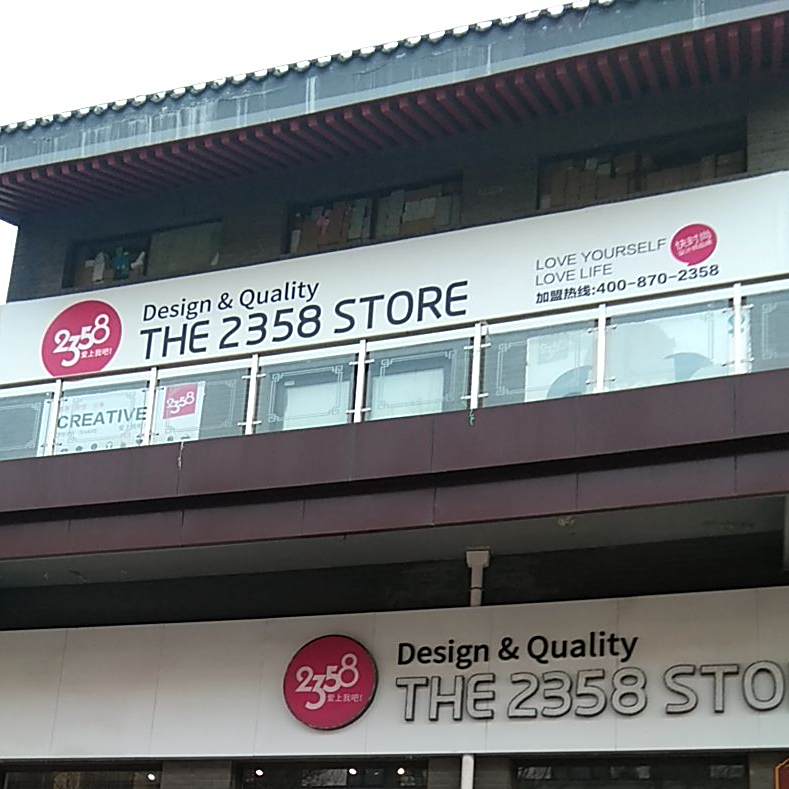 Design & Quality
THE 2358 STORE
2358
爱上我吧!
LOVE YOURSELF
LOVE LIFE
加盟热线:400-870-2358
快时尚
CREATIVE
2358
2358
爱上我吧!
Design & Quality
THE 2358 STO